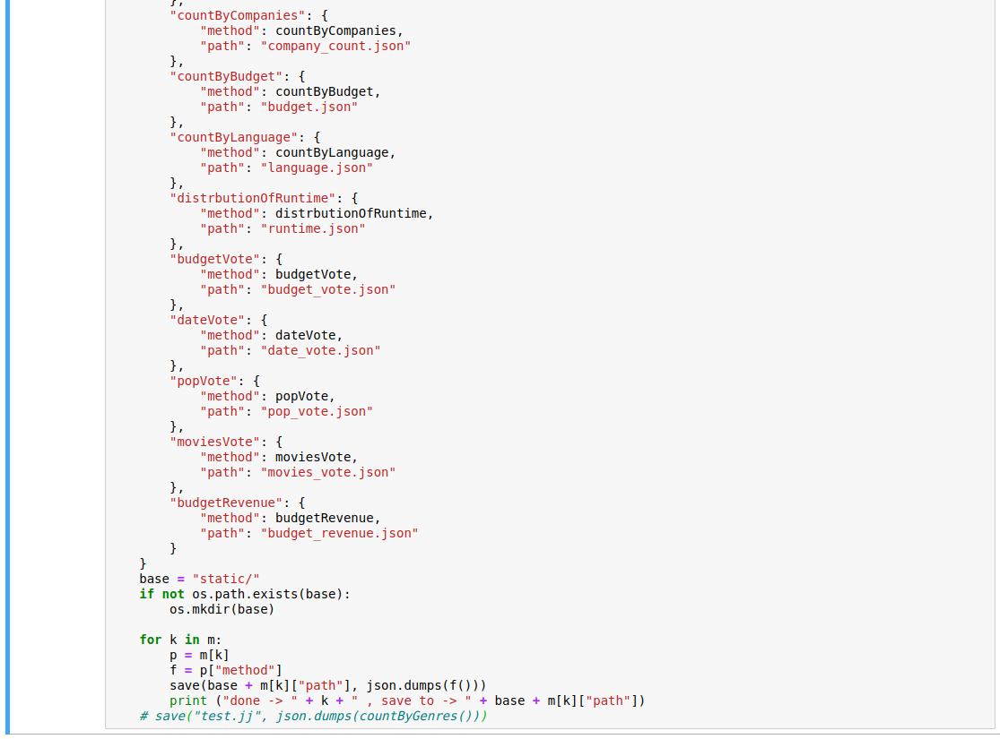 },
        "countByCompanies": {
            "method": countByCompanies,
            "path": "company_count.json"
        },
        "countByBudget": {
            "method": countByBudget,
            "path": "budget.json"
        },
        "countByLanguage": {
            "method": countByLanguage,
            "path": "language.json"
        },
        "distrbutionOfRuntime": {
            "method": distrbutionOfRuntime,
            "path": "runtime.json"
        },
        "budgetVote": {
            "method": budgetVote,
            "path": "budget_vote.json"
        },
        "dateVote": {
            "method": dateVote,
            "path": "date_vote.json"
        },
        "popVote": {
            "method": popVote,
            "path": "pop_vote.json"
        },
        "moviesVote": {
            "method": moviesVote,
            "path": "movies_vote.json"
        },
        "budgetRevenue": {
            "method": budgetRevenue,
            "path": "budget_revenue.json"
        }
    }
    base = "static/"
    if not os.path.exists(base):
        os.mkdir(base)

    for k in m:
        p = m[k]
        f = p["method"]
        save(base + m[k]["path"], json.dumps(f()))
        print ("done -> " + k + " , save to -> " + base + m[k]["path"])
    # save("test.jj", json.dumps(countByGenres()))